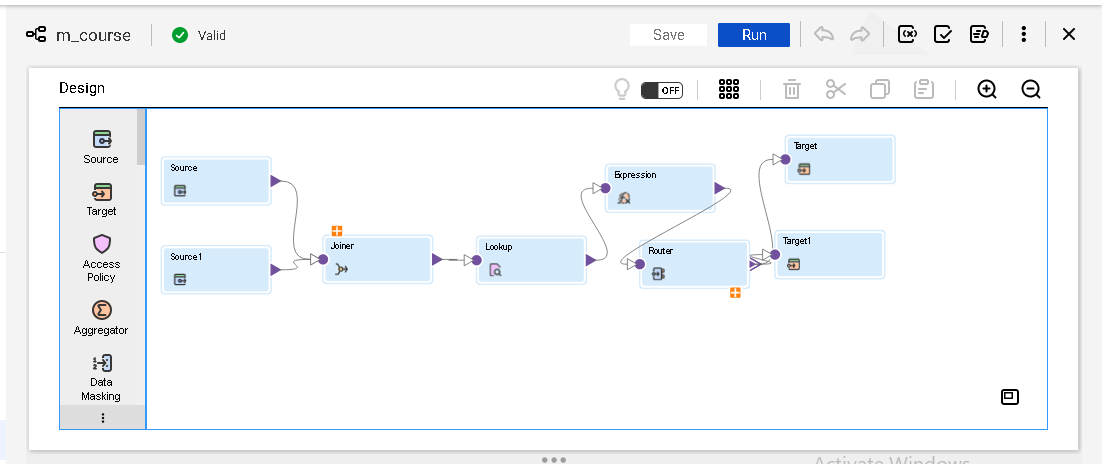 m_course
Valid
Save
Run
Design
OFF
Source
Target
Access
Policy
Aggregator
Data
Masking
Source
Source1
Joiner
Lookup
Expression
Router
Target
Target1
Activate Windows